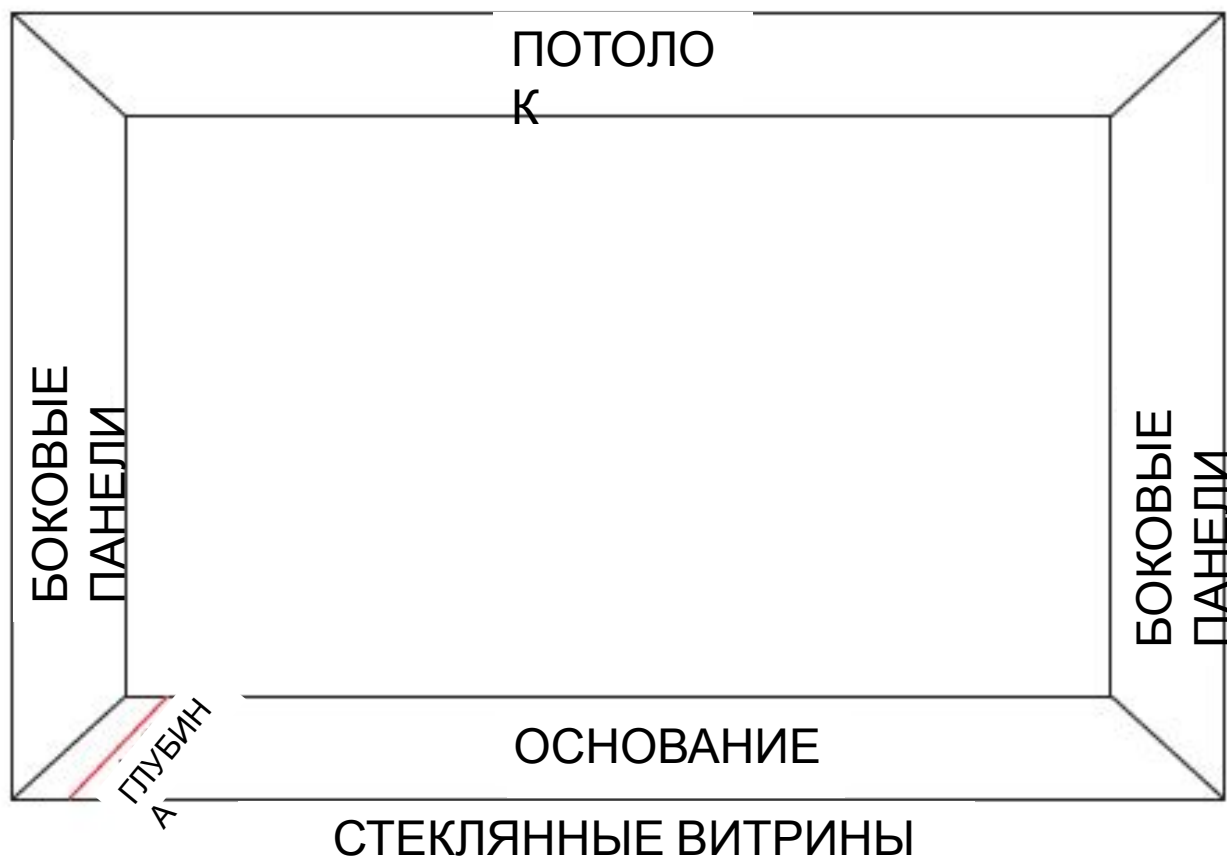 ПОТОЛО
К
БОКОВЫЕ
ПАНЕЛИ
БОКОВЫЕ
ПАНЕЛИ
ГЛУБИН
А
ОСНОВАНИЕ
СТЕКЛЯННЫЕ ВИТРИНЫ